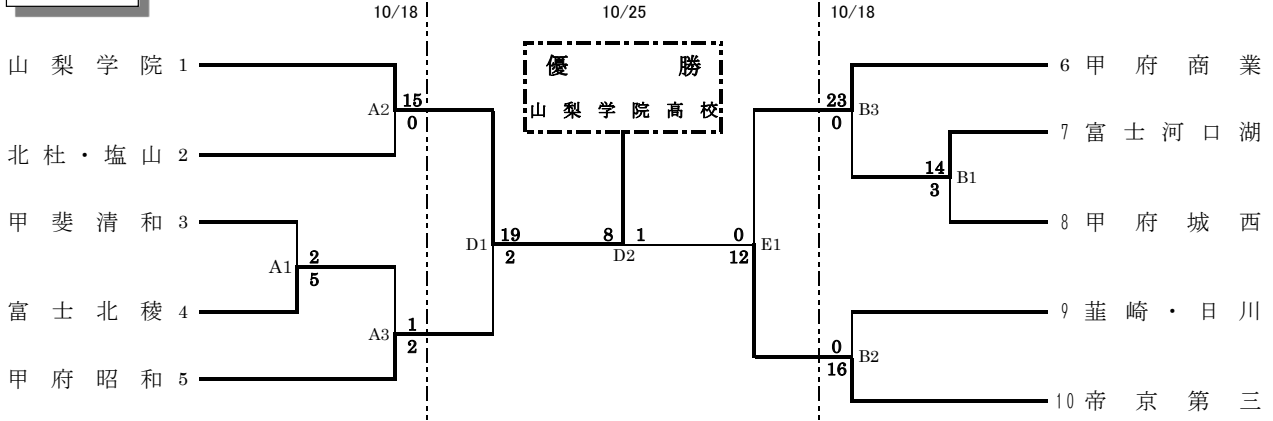 10/18 10/25 10/18
優勝
山梨学院高校
山梨学院 1
北杜・塩山 2
甲斐清和 3
富士北稜 4
甲府昭和 5
A2 15 0
A1 2 5
A3 1 2
D1 19 2
8 1
D2
0 12 E1
23 0 B3
14 3 B1
0 16 B2
6 甲府商業
7 富士河口湖
8 甲府城西
9 韮崎・日川
10 帝京第三